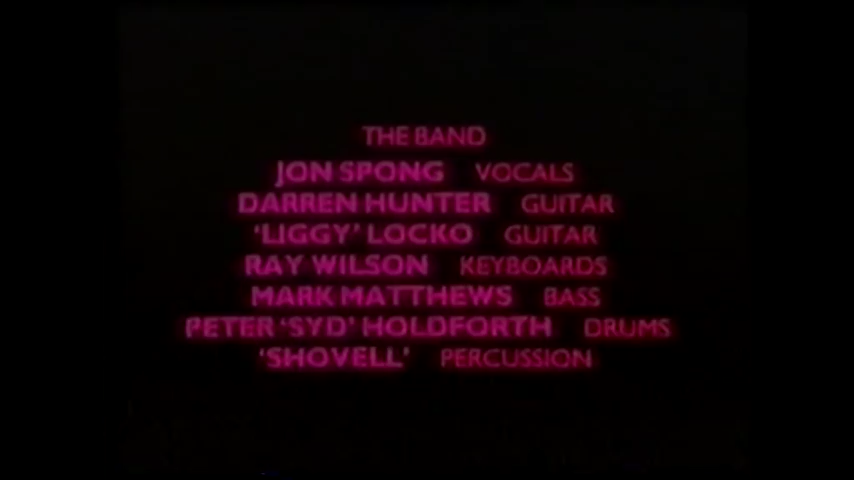 THE BAND
JON SPONG VOCALS
DARREN HUNTER GUITAR
'LIGGY' LOCKO GUITAR
RAY WILSON KEYBOARDS
MARK MATTHEWS BASS
PETER 'SYD' HOLDFORTH DRUMS
'SHOVELL' PERCUSSION